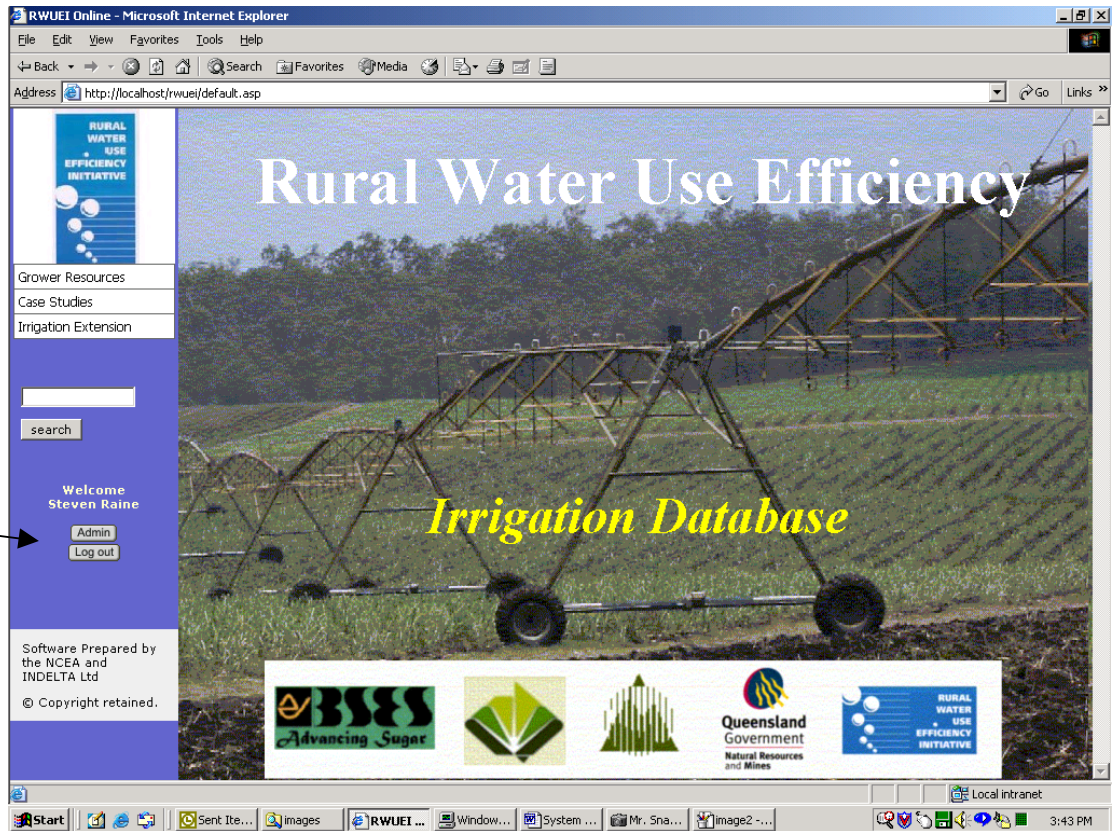 RWUEI Online - Microsoft Internet Explorer
File Edit View Favorites Tools Help
Back Search Favorites Media
Address http://localhost/rwuei/default.asp Go Links »
RURAL
WATER
USE
EFFICIENCY
INITIATIVE
Grower Resources
Case Studies
Irrigation Extension
search
Welcome
Steven Raine
Admin
Log out
Software Prepared by
the NCEA and
INDELTA Ltd
© Copyright retained.
Rural Water Use Efficiency
Irrigation Database
BSES
Advancing Sugar
Queensland
Government
Natural Resources
and Mines
RURAL
WATER
USE
EFFICIENCY
INITIATIVE
Local intranet
Start Sent Ite... images RWUEI ... Window... System ... Mr. Sna... image2 -... 3:43 PM